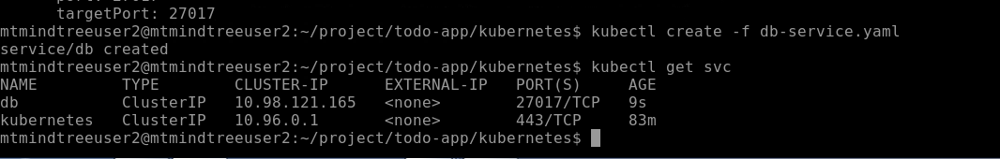 targetPort: 27017
mtmindtreeuser2@mtmindtreeuser2:~/project/todo-app/kubernetes$ kubectl create -f db-service.yaml
service/db created
mtmindtreeuser2@mtmindtreeuser2:~/project/todo-app/kubernetes$ kubectl get svc
NAME TYPE CLUSTER-IP EXTERNAL-IP PORT(S) AGE
db ClusterIP 10.98.121.165 <none> 27017/TCP 9s
kubernetes ClusterIP 10.96.0.1 <none> 443/TCP 83m
mtmindtreeuser2@mtmindtreeuser2:~/project/todo-app/kubernetes$